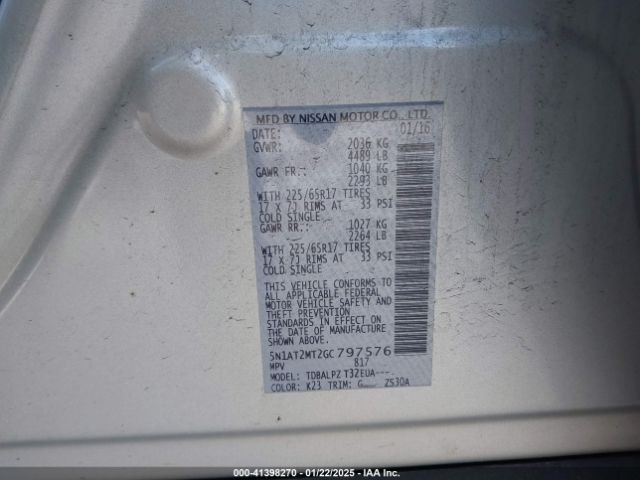 MFD BY NISSAN MOTOR CO., LTD.
DATE: 01/16
GVWR: 2036 KG
4489 LB
GAWR FR.: 1040 KG
2293 LB
WITH 225/65R17 TIRES
17 X 7J RIMS AT 33 PSI
COLD SINGLE
GAWR RR.: 1027 KG
2264 LB
WITH 225/65R17 TIRES
17 X 7J RIMS AT 33 PSI
COLD SINGLE
THIS VEHICLE CONFORMS TO
ALL APPLICABLE FEDERAL
MOTOR VEHICLE SAFETY AND
THEFT PREVENTION
STANDARDS IN EFFECT ON
THE DATE OF MANUFACTURE
SHOWN ABOVE.
5N1AT2MT2GC797576
MPV 817
MODEL: TDBALPZ T32EUA----
COLOR: K23 TRIM: G ZS30A
000-41398270 - 01/22/2025 - IAA Inc.